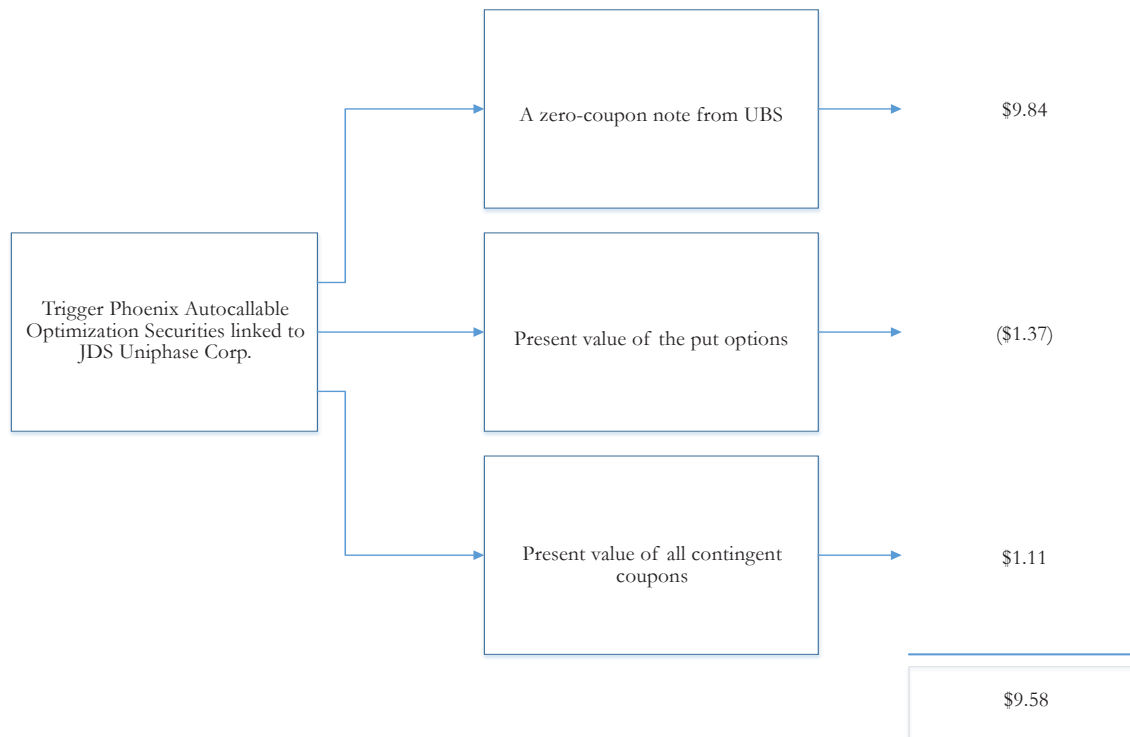 A zero-coupon note from UBS
$9.84
Trigger Phoenix Autocallable
Optimization Securities linked to
JDS Uniphase Corp.
Present value of the put options
($1.37)
Present value of all contingent
coupons
$1.11
$9.58